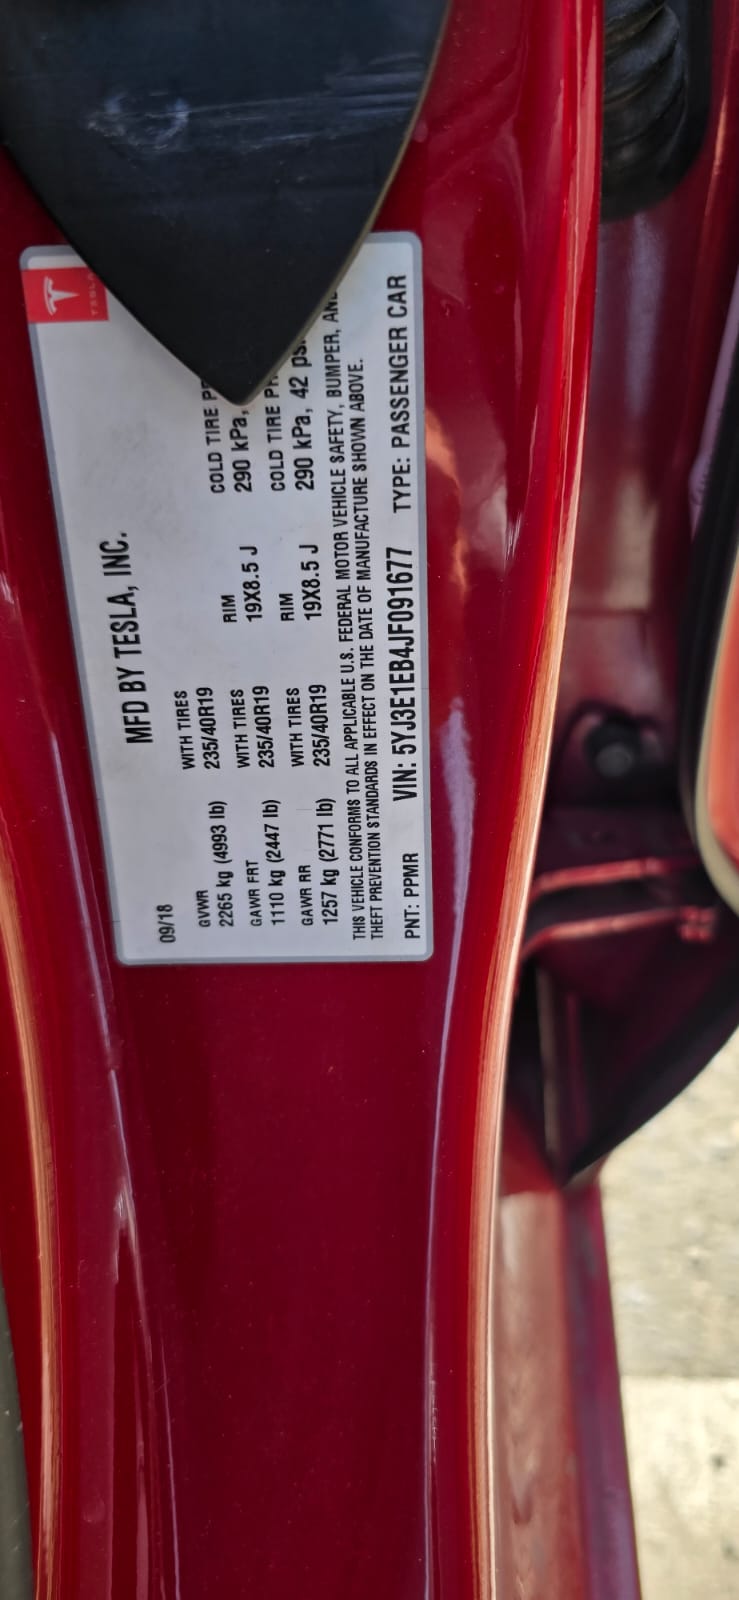 TESLA
MFD BY TESLA, INC.
09/18
GVWR WITH TIRES RIM COLD TIRE
2265 kg (4993 lb) 235/40R19 19X8.5 J 290 kPa,
GAWR FRT WITH TIRES RIM COLD TIRE
1110 kg (2447 lb) 235/40R19
GAWR RR WITH TIRES
1257 kg (2771 lb) 235/40R19 19X8.5 J 290 kPa, 42 psi
THIS VEHICLE CONFORMS TO ALL APPLICABLE U.S. FEDERAL MOTOR VEHICLE SAFETY, BUMPER, AND
THEFT PREVENTION STANDARDS IN EFFECT ON THE DATE OF MANUFACTURE SHOWN ABOVE.
PNT: PPMR VIN: 5YJ3E1EB4JF091677 TYPE: PASSENGER CAR